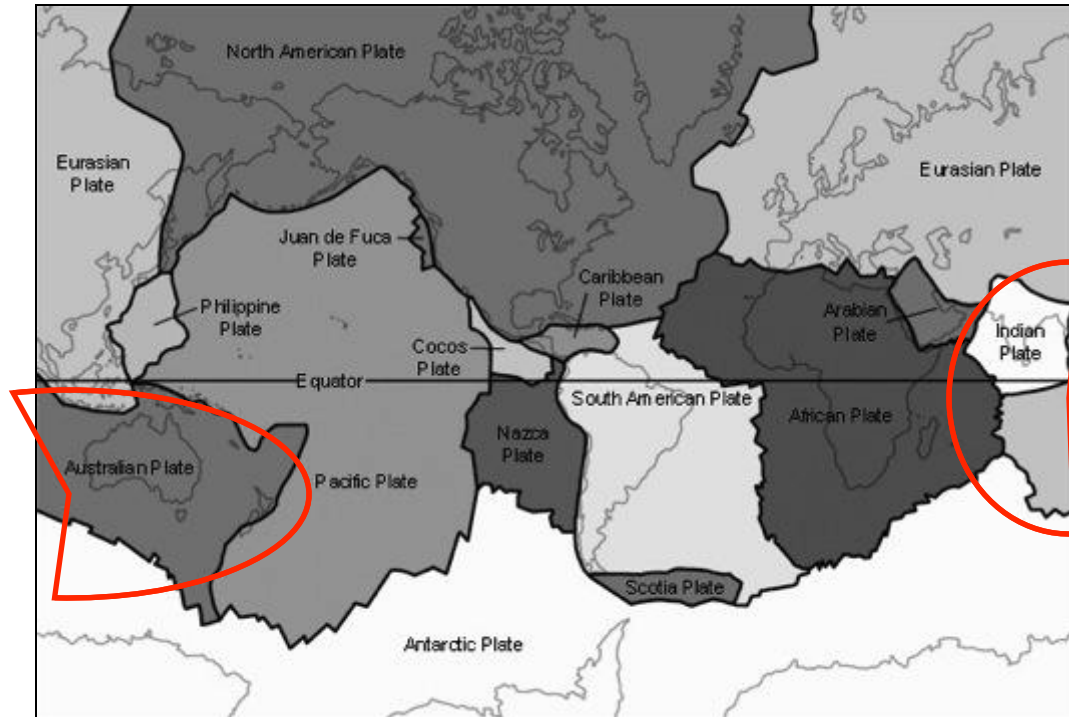 North American Plate
Eurasian
Plate
Eurasian Plate
Juan de Fuca
Plate
Caribbean
Plate
Philippine
Plate
Arabian
Plate
Indian
Plate
Cocos
Plate
Equator
South American Plate
African Plate
Nazca
Plate
Australian Plate
Pacific Plate
Scotia Plate
Antarctic Plate